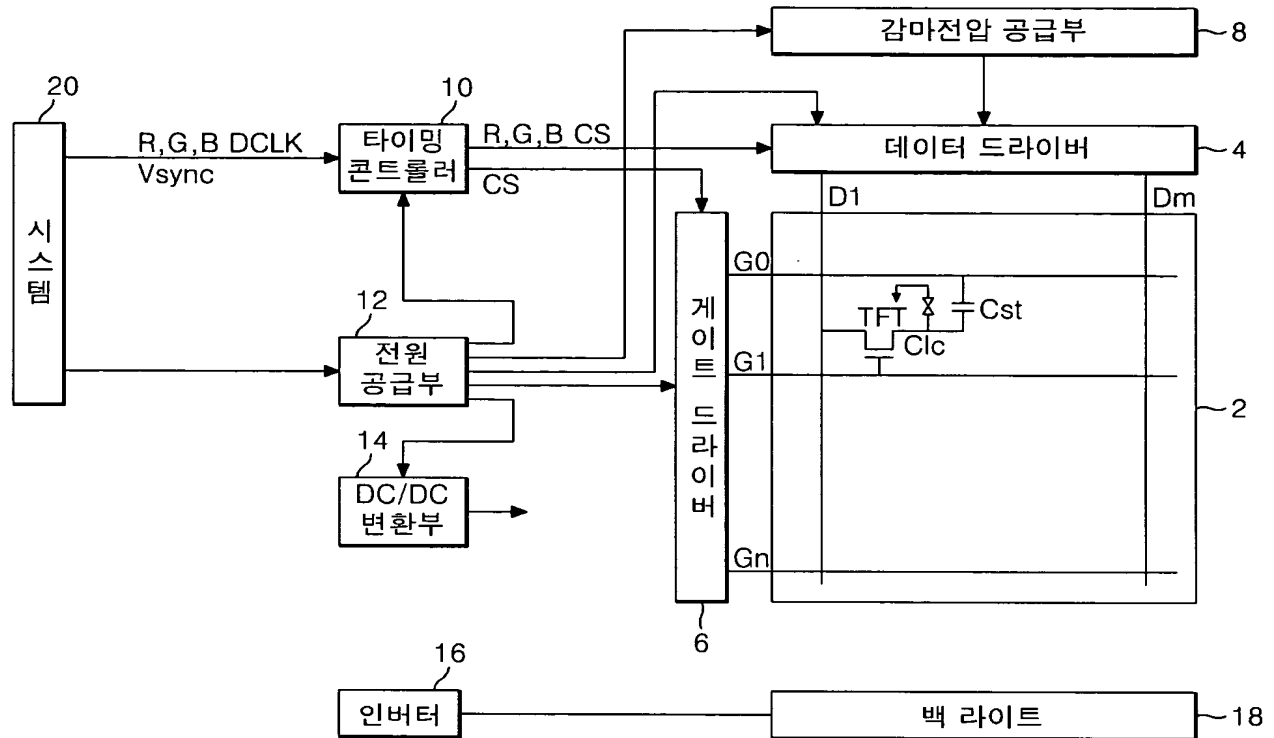 감마전압 공급부
8
20
10
R,G,B DCLK
Vsync
타이밍
콘트롤러
R,G,B CS
CS
데이터 드라이버
4
D1
Dm
시스템
G0
TFT
Cst
Clc
12
전원
공급부
게이트 드라이버
G1
2
14
DC/DC
변환부
Gn
6
16
인버터
백 라이트
18